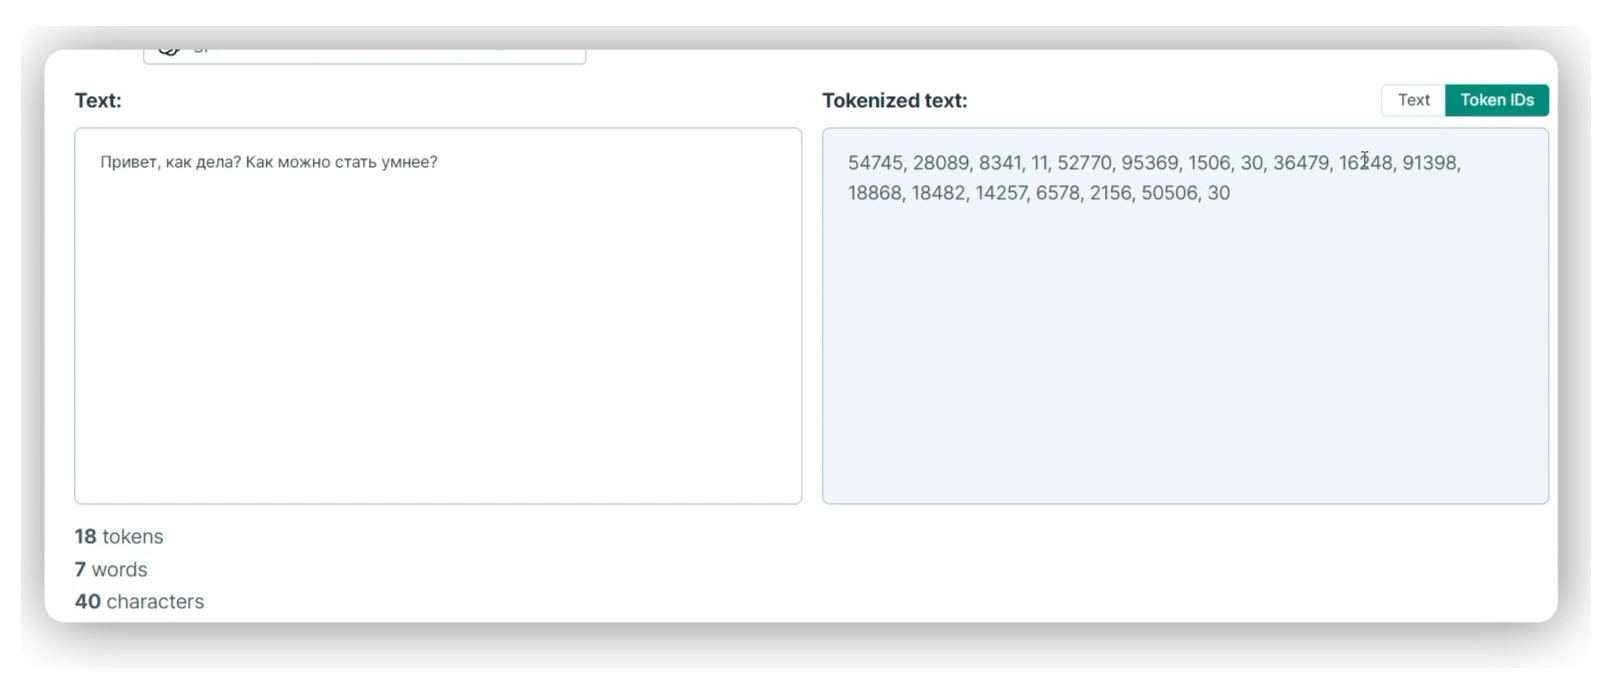 Text:
Tokenized text:
Text
Token IDs
Привет, как дела? Как можно стать умнее?
54745, 28089, 8341, 11, 52770, 95369, 1506, 30, 36479, 16248, 91398,
18868, 18482, 14257, 6578, 2156, 50506, 30
18 tokens
7 words
40 characters